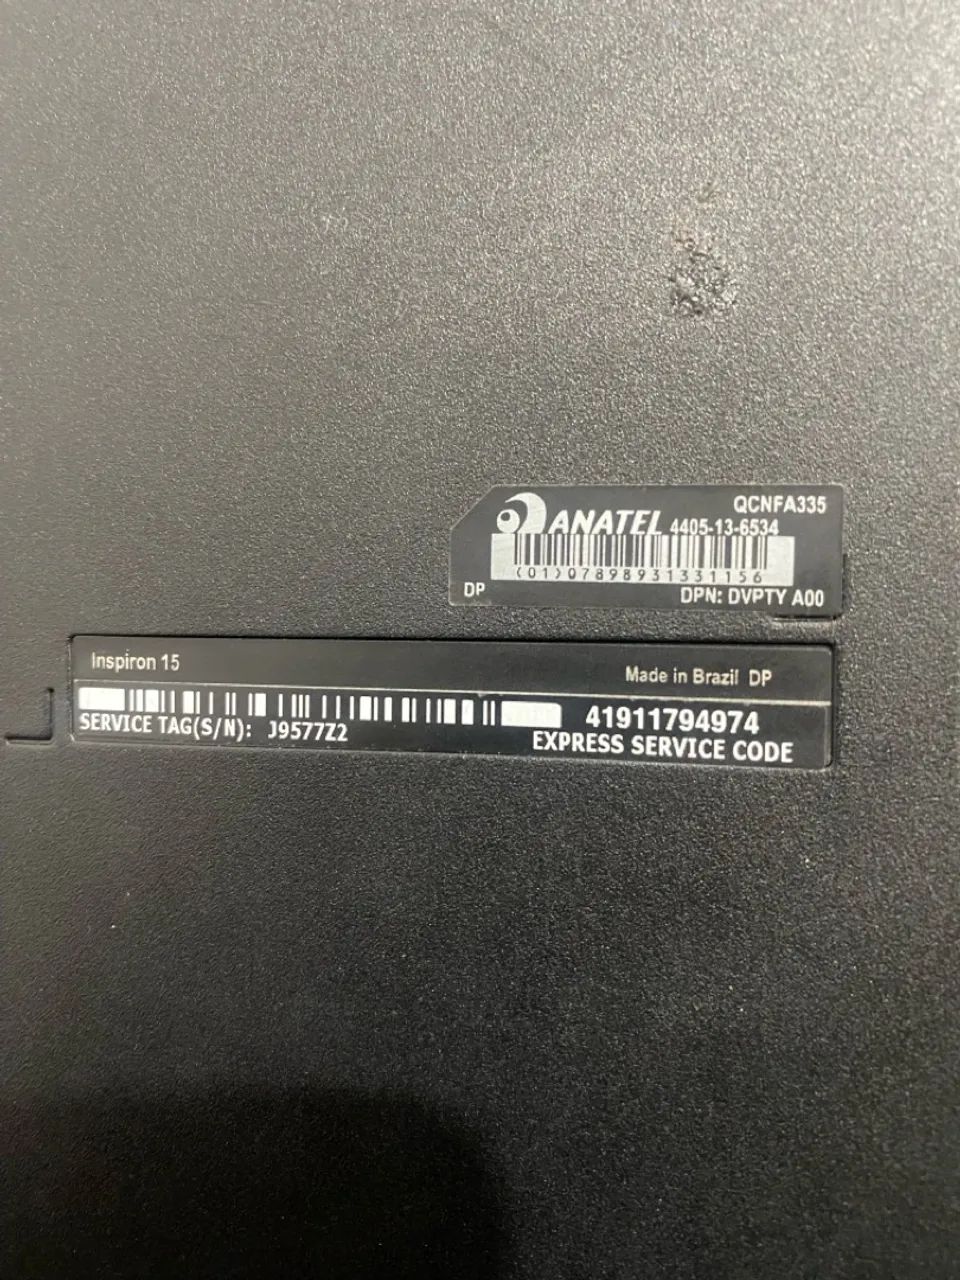 QCNFA335
ANATEL 4405-13-6534
(01)07898931331156
DP DPN: DVPTY A00
Inspiron 15 Made in Brazil DP
41911794974
SERVICE TAG(S/N): J9577Z2
EXPRESS SERVICE CODE